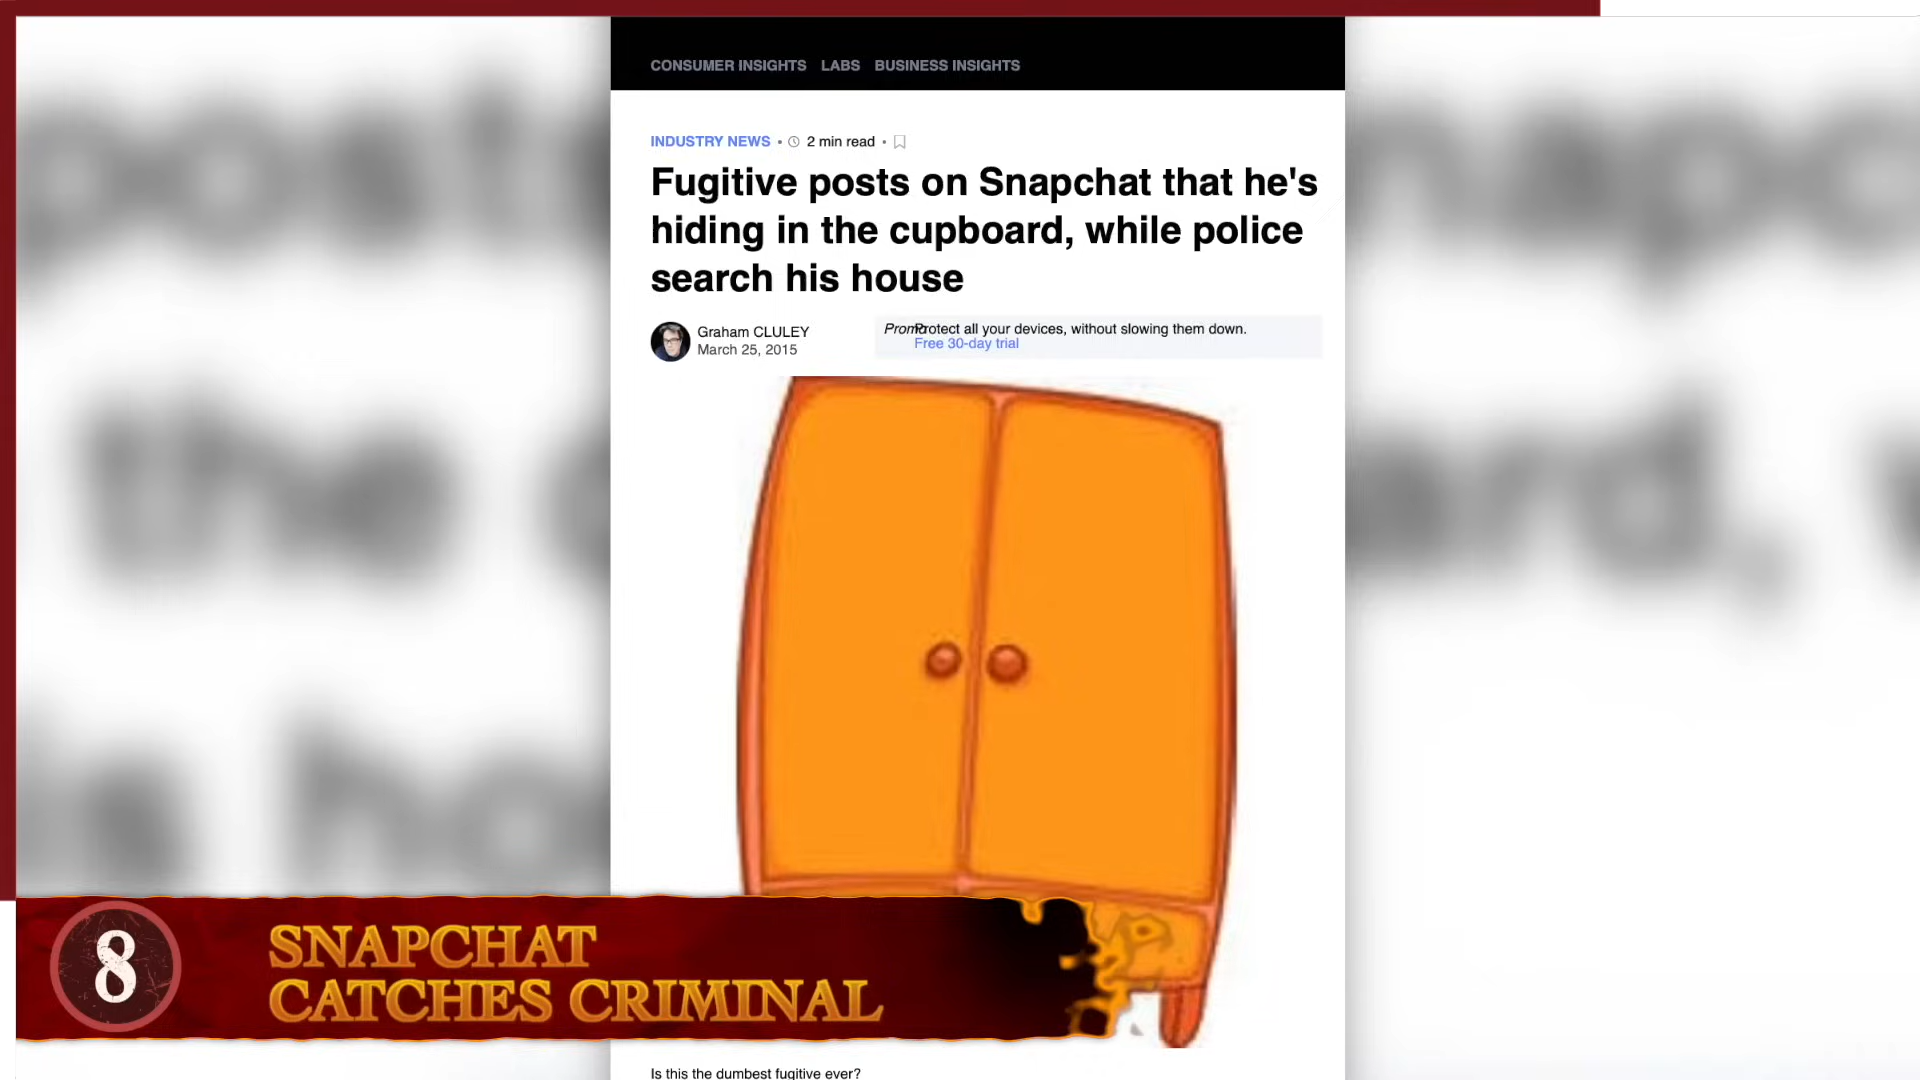 CONSUMER INSIGHTS LABS BUSINESS INSIGHTS
INDUSTRY NEWS • 2 min read •
Fugitive posts on Snapchat that he's
hiding in the cupboard, while police
search his house
Graham CLULEY
March 25, 2015
Promo
Protect all your devices, without slowing them down.
Free 30-day trial
8
SNAPCHAT
CATCHES CRIMINAL
Is this the dumbest fugitive ever?